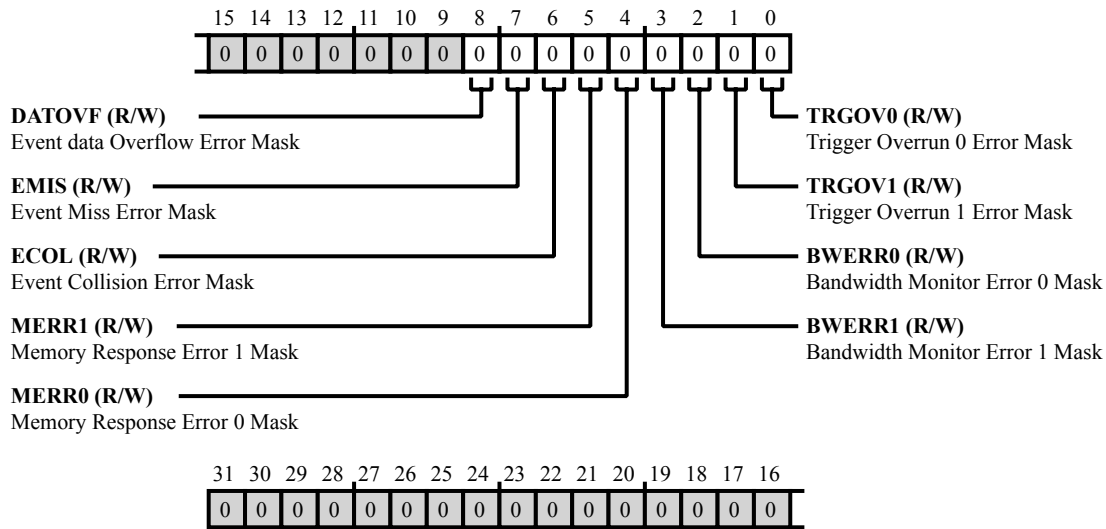 15 14 13 12 11 10 9 8 7 6 5 4 3 2 1 0
0 0 0 0 0 0 0 0 0 0 0 0 0 0 0 0
DATOVF (R/W)
Event data Overflow Error Mask
EMIS (R/W)
Event Miss Error Mask
ECOL (R/W)
Event Collision Error Mask
MERR1 (R/W)
Memory Response Error 1 Mask
MERR0 (R/W)
Memory Response Error 0 Mask
TRGOV0 (R/W)
Trigger Overrun 0 Error Mask
TRGOV1 (R/W)
Trigger Overrun 1 Error Mask
BWERR0 (R/W)
Bandwidth Monitor Error 0 Mask
BWERR1 (R/W)
Bandwidth Monitor Error 1 Mask
31 30 29 28 27 26 25 24 23 22 21 20 19 18 17 16
0 0 0 0 0 0 0 0 0 0 0 0 0 0 0 0